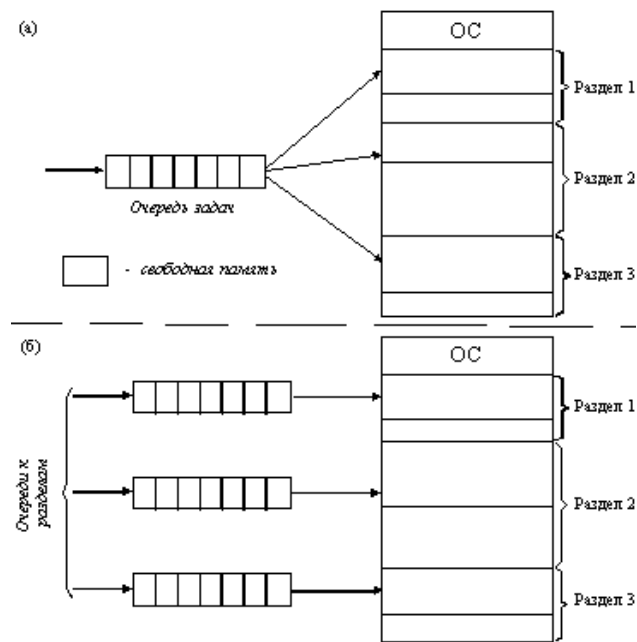 (а)
ОС
Раздел 1
Раздел 2
Очередь задач
- свободная память
Раздел 3
(б)
ОС
Раздел 1
Очереди к
разделам
Раздел 2
Раздел 3